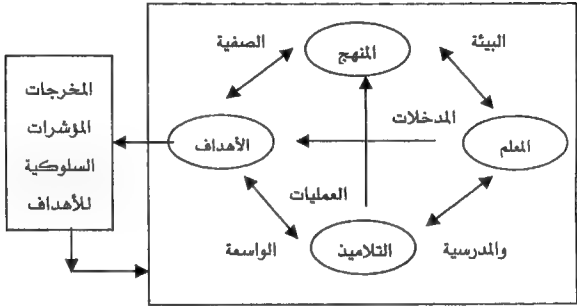 البيئة
الصفية
المنهج
المدخلات
المعلم
الأهداف
العمليات
التلاميذ
والمدرسية
الواسعة
المخرجات
المؤشرات
السلوكية
للأهداف